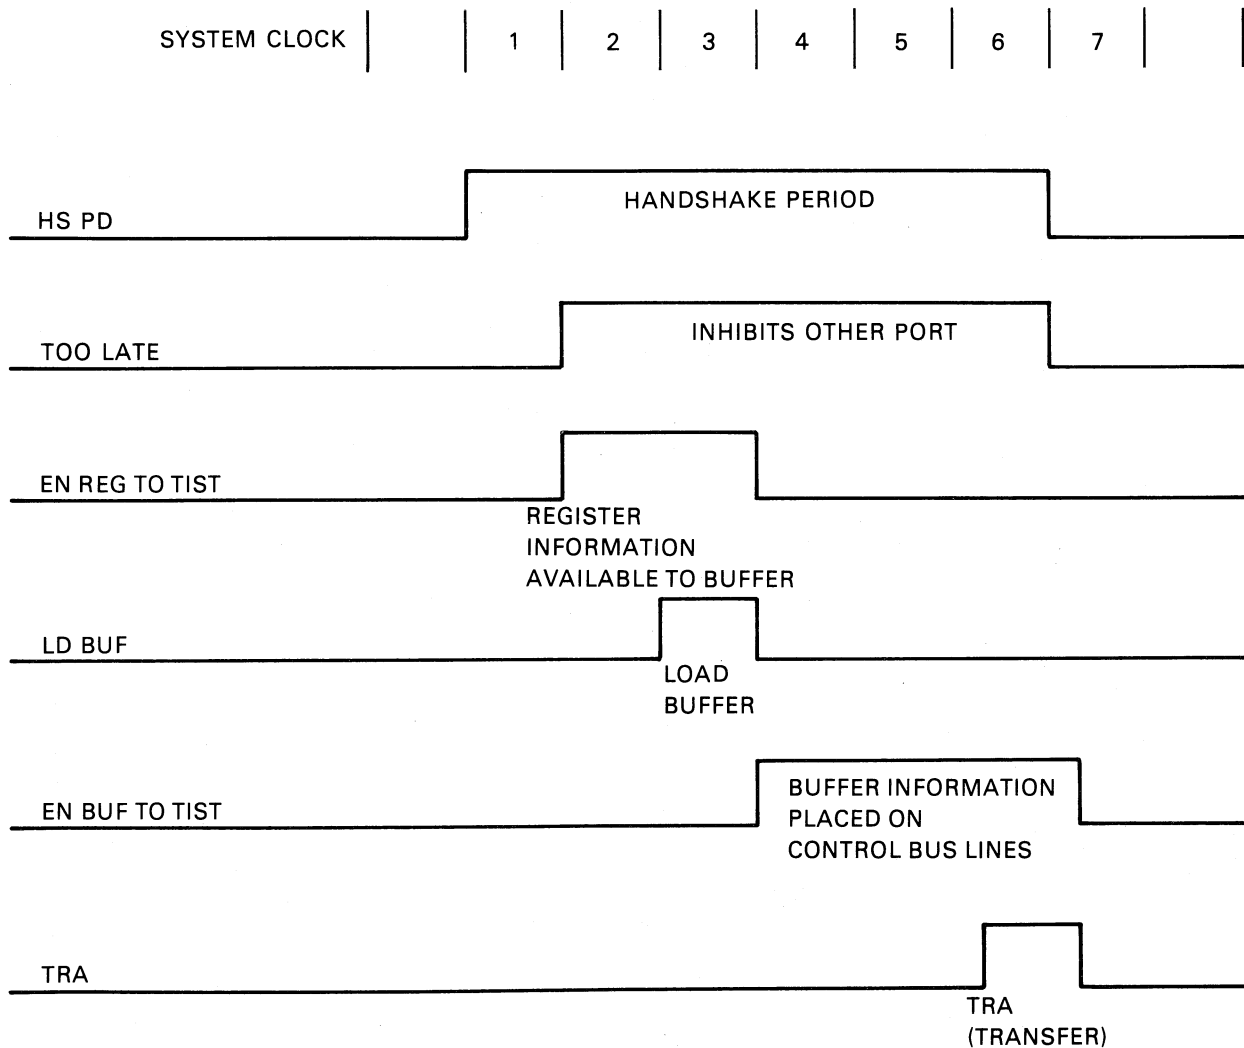 SYSTEM CLOCK 1 2 3 4 5 6 7
HANDSHAKE PERIOD
HS PD
INHIBITS OTHER PORT
TOO LATE
EN REG TO TIST
REGISTER
INFORMATION
AVAILABLE TO BUFFER
LD BUF
LOAD
BUFFER
BUFFER INFORMATION
EN BUF TO TIST
PLACED ON
CONTROL BUS LINES
TRA
TRA
(TRANSFER)